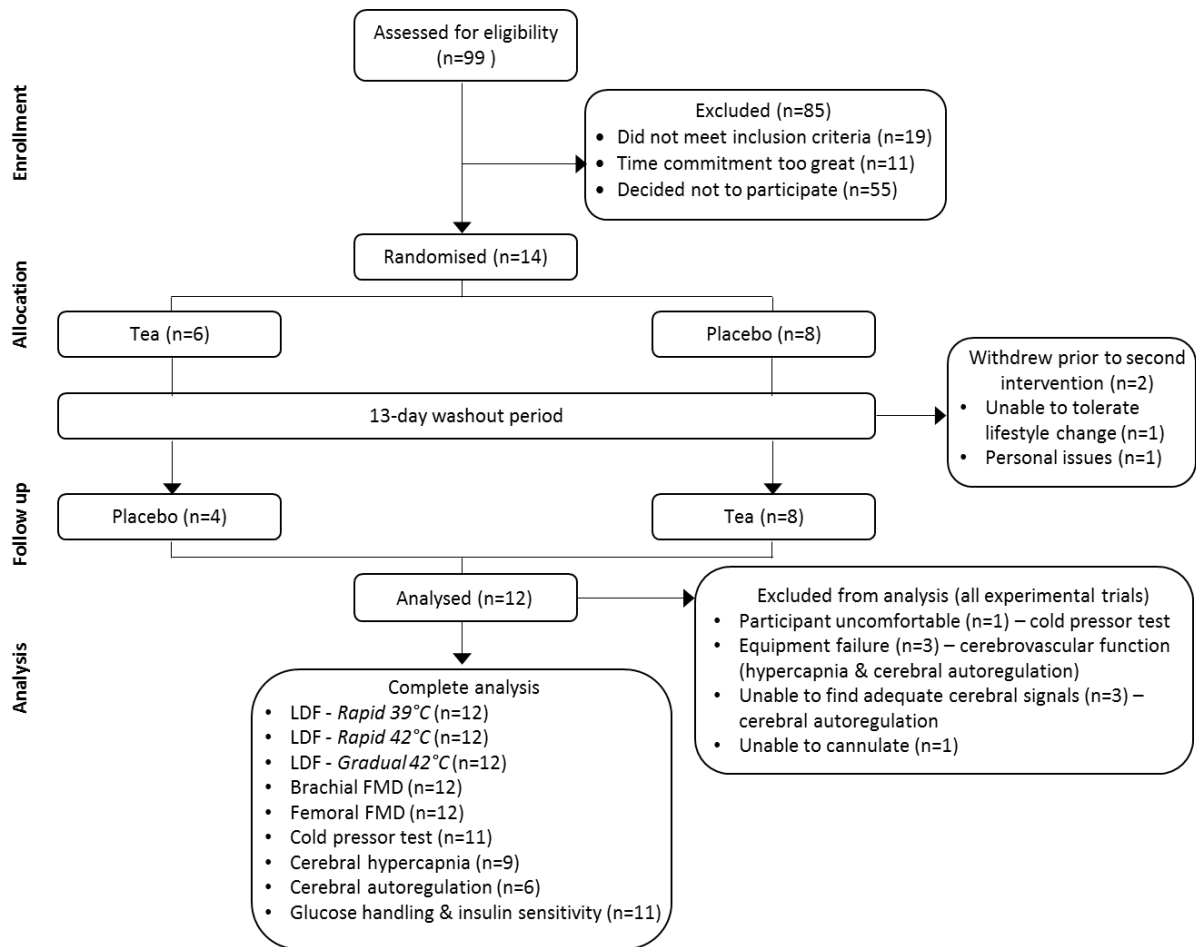 Assessed for eligibility
(n=99 )
Enrollment
Excluded (n=85)
• Did not meet inclusion criteria (n=19)
• Time commitment too great (n=11)
• Decided not to participate (n=55)
Randomised (n=14)
Allocation
Tea (n=6)
Placebo (n=8)
Withdrew prior to second
intervention (n=2)
• Unable to tolerate
lifestyle change (n=1)
• Personal issues (n=1)
13-day washout period
Follow up
Placebo (n=4)
Tea (n=8)
Analysed (n=12)
Excluded from analysis (all experimental trials)
• Participant uncomfortable (n=1) – cold pressor test
• Equipment failure (n=3) – cerebrovascular function
(hypercapnia & cerebral autoregulation)
• Unable to find adequate cerebral signals (n=3) –
cerebral autoregulation
• Unable to cannulate (n=1)
Analysis
Complete analysis
• LDF - Rapid 39°C (n=12)
• LDF - Rapid 42°C (n=12)
• LDF - Gradual 42°C (n=12)
• Brachial FMD (n=12)
• Femoral FMD (n=12)
• Cold pressor test (n=11)
• Cerebral hypercapnia (n=9)
• Cerebral autoregulation (n=6)
• Glucose handling & insulin sensitivity (n=11)